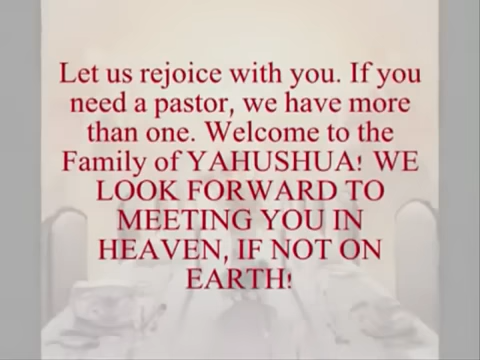 Let us rejoice with you. If you
need a pastor, we have more
than one. Welcome to the
Family of YAHUSHUA! WE
LOOK FORWARD TO
MEETING YOU IN
HEAVEN, IF NOT ON
EARTH!